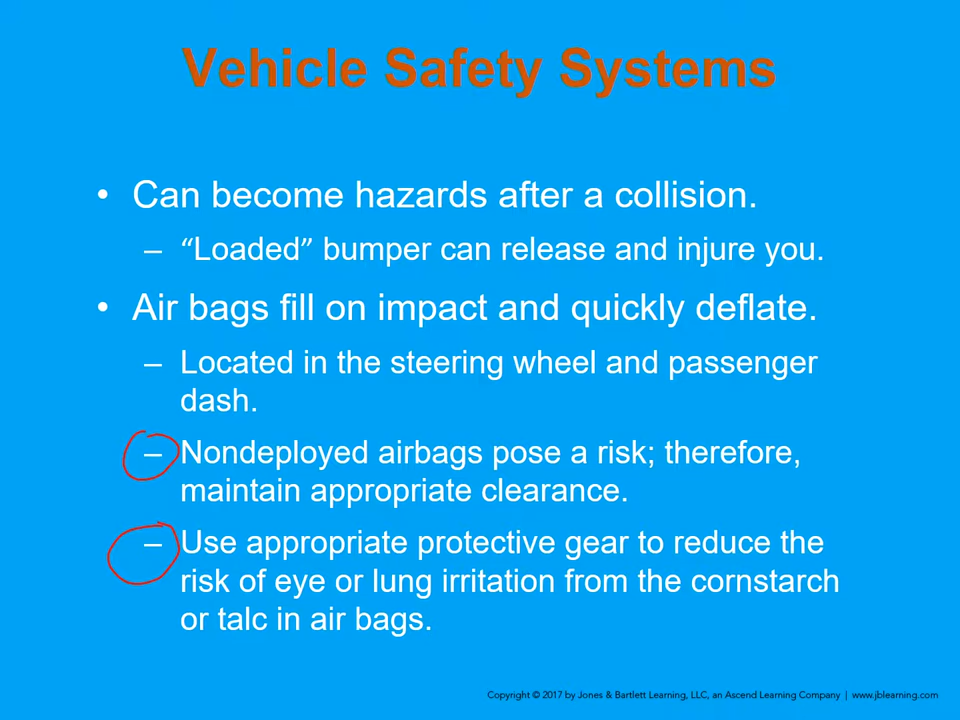 Vehicle Safety Systems
• Can become hazards after a collision.
– “Loaded” bumper can release and injure you.
• Air bags fill on impact and quickly deflate.
– Located in the steering wheel and passenger
dash.
– Nondeployed airbags pose a risk; therefore,
maintain appropriate clearance.
– Use appropriate protective gear to reduce the
risk of eye or lung irritation from the cornstarch
or talc in air bags.
Copyright © 2017 by Jones & Bartlett Learning, LLC, an Ascend Learning Company | www.jblearning.com